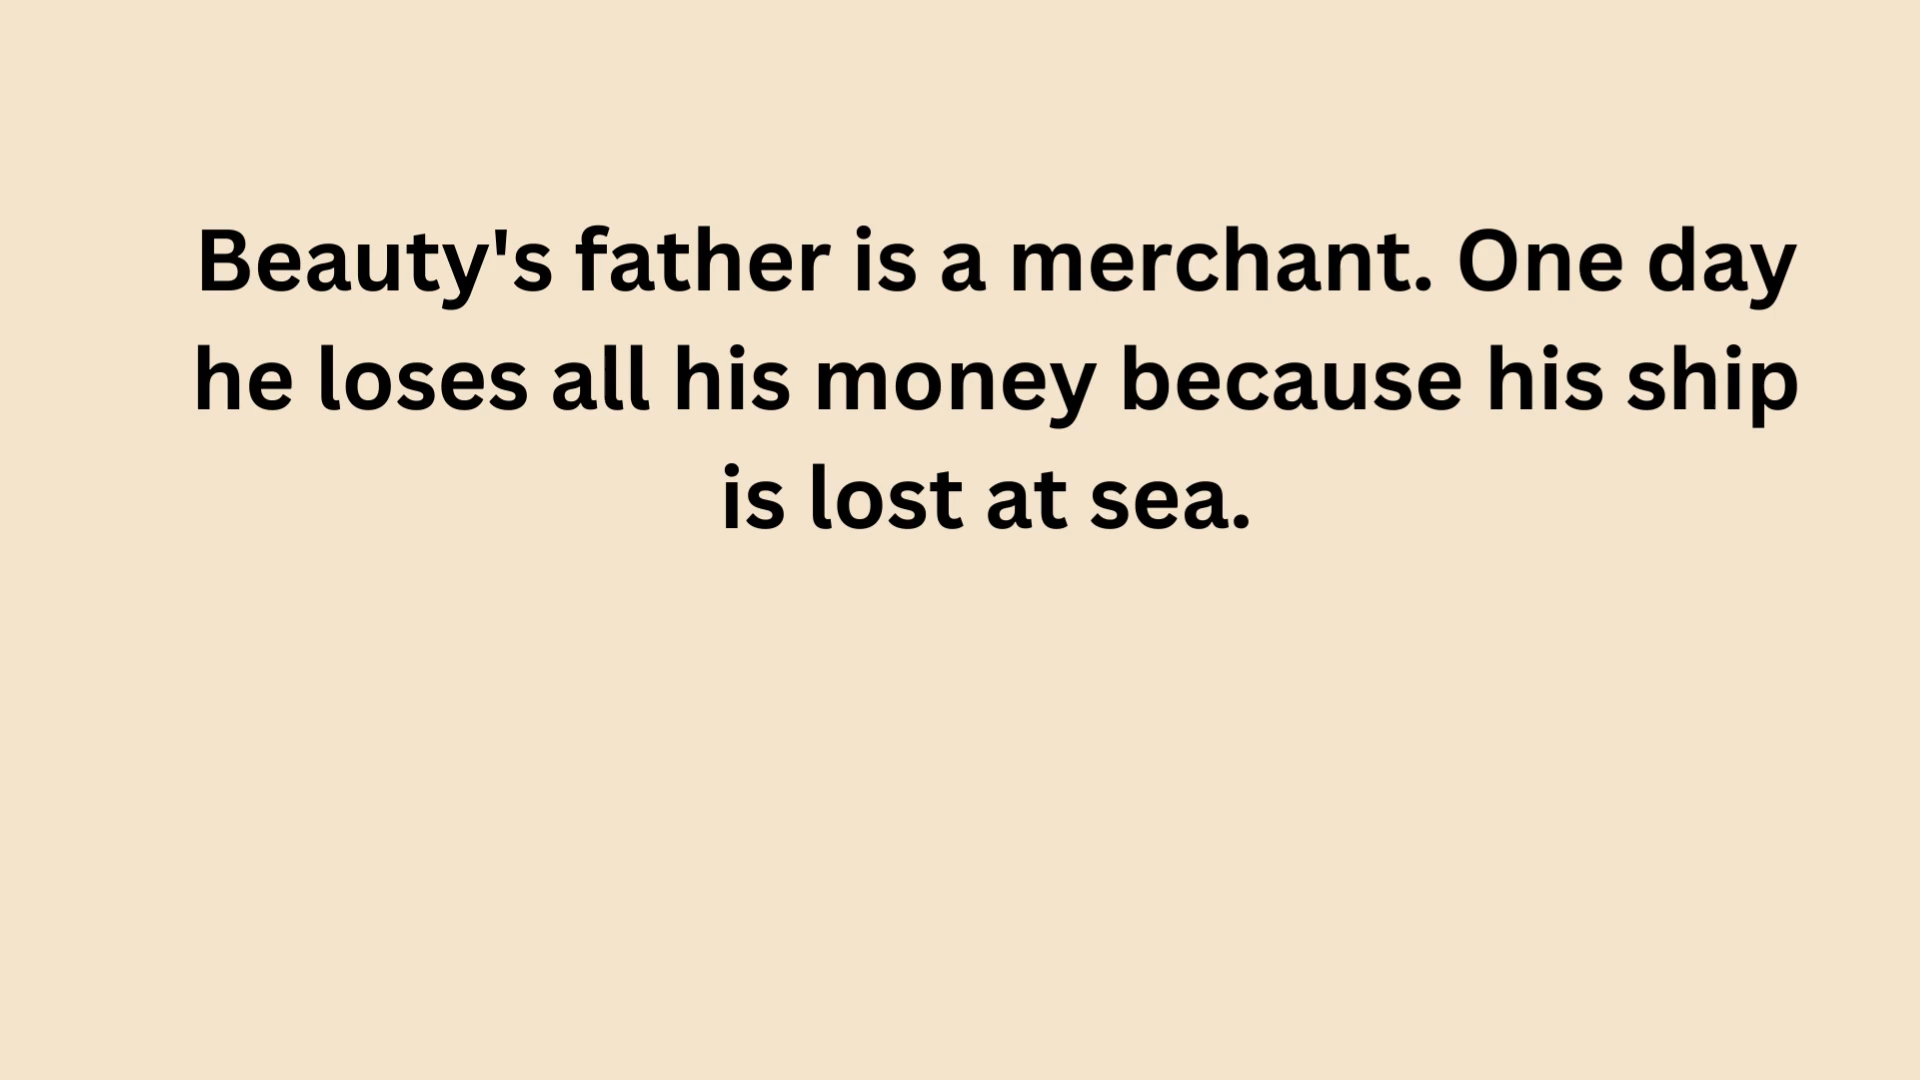 Beauty's father is a merchant. One day
he loses all his money because his ship
is lost at sea.